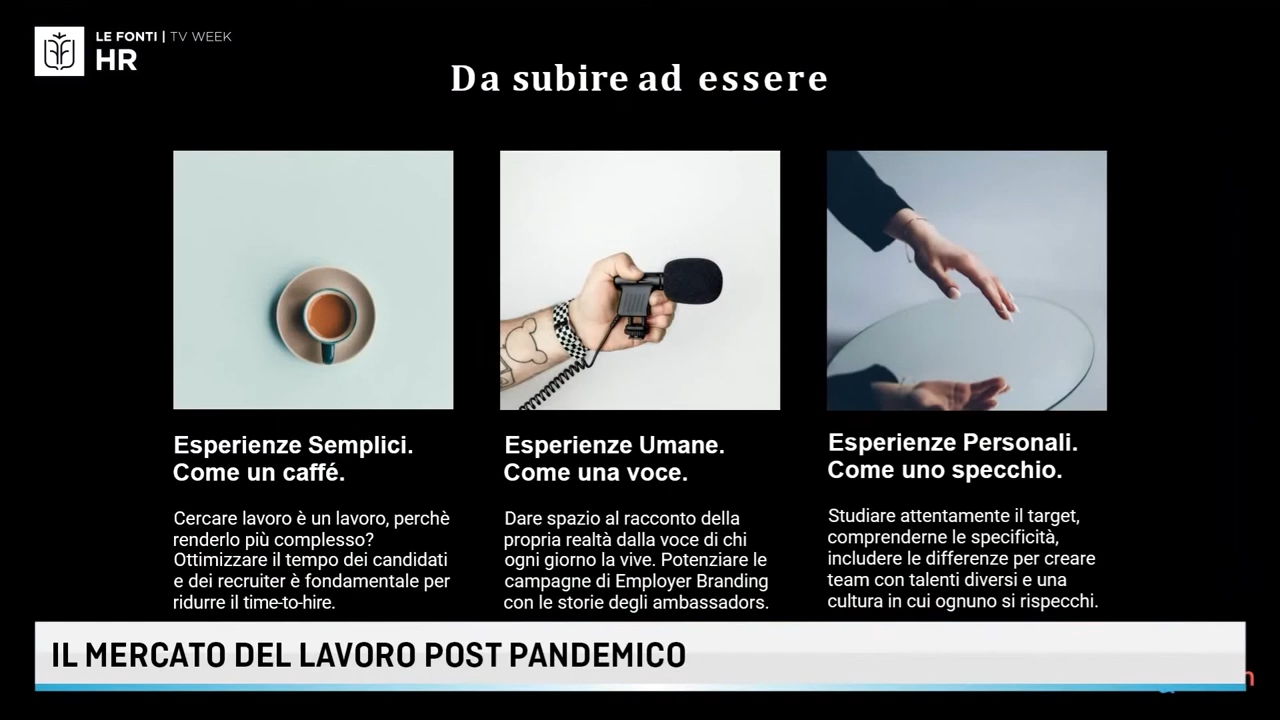 LE FONTI | TV WEEK
HR
Da subire ad essere
Esperienze Semplici.
Come un caffé.
Cercare lavoro è un lavoro, perchè
renderlo più complesso?
Ottimizzare il tempo dei candidati
e dei recruiter è fondamentale per
ridurre il time-to-hire.
Esperienze Umane.
Come una voce.
Dare spazio al racconto della
propria realtà dalla voce di chi
ogni giorno la vive. Potenziare le
campagne di Employer Branding
con le storie degli ambassadors.
Esperienze Personali.
Come uno specchio.
Studiare attentamente il target,
comprenderne le specificità,
includere le differenze per creare
team con talenti diversi e una
cultura in cui ognuno si rispecchi.
IL MERCATO DEL LAVORO POST PANDEMICO